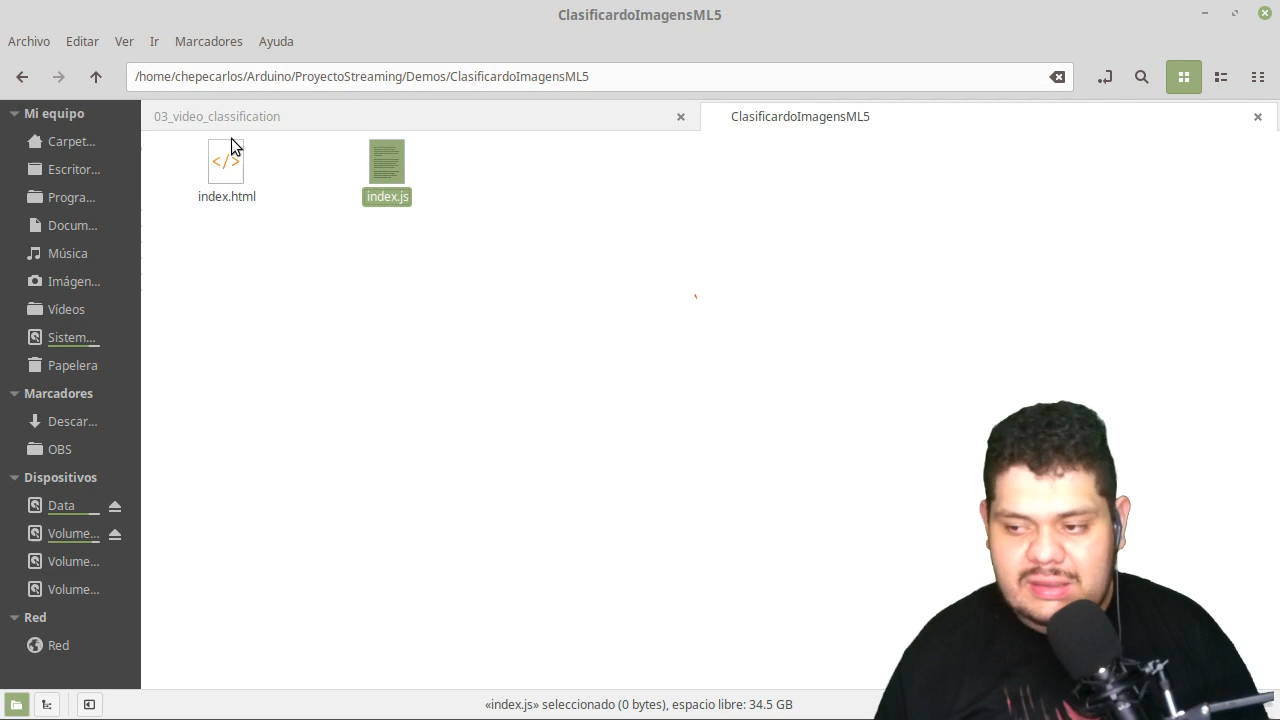 ClasificardoImagensML5
Archivo Editar Ver Ir Marcadores Ayuda
/home/chepecarlos/Arduino/ProyectoStreaming/Demos/ClasificardoImagensML5
Mi equipo
Carpet...
Escritor...
Progra...
Docum...
Música
Imágen...
Vídeos
Sistem...
Papelera
Marcadores
Descar...
OBS
Dispositivos
Data
Volume...
Volume...
Volume...
Volume...
Red
Red
03_video_classification
ClasificardoImagensML5
</>
index.html
index.js
«index.js» seleccionado (0 bytes), espacio libre: 34.5 GB